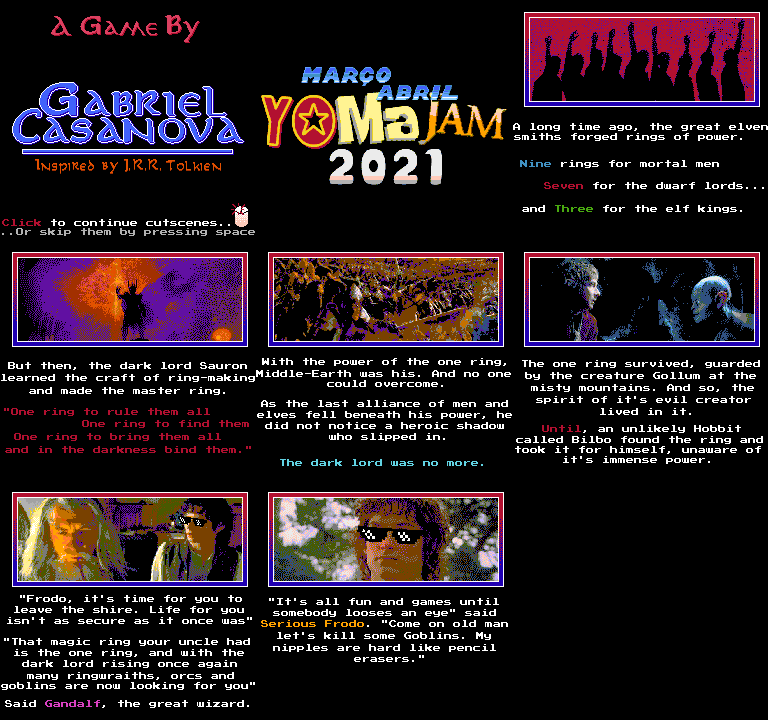 A Game By
Gabriel
Casanova
Inspired by J.R.R. Tolkien
Click to continue cutscenes..
..Or skip them by pressing space
MARÇO
ABRIL
YOMA JAM
2021
A long time ago, the great elven
smiths forged rings of power.
Nine rings for mortal men
Seven for the dwarf lords...
and Three for the elf kings.
But then, the dark lord Sauron
learned the craft of ring-making
and made the master ring.
"One ring to rule them all
One ring to find them
One ring to bring them all
and in the darkness bind them."
With the power of the one ring,
Middle-Earth was his. And no one
could overcome.
As the last alliance of men and
elves fell beneath his power, he
did not notice a heroic shadow
who slipped in.
The dark lord was no more.
The one ring survived, guarded
by the creature Gollum at the
misty mountains. And so, the
spirit of it's evil creator
lived in it.
Until, an unlikely Hobbit
called Bilbo found the ring and
took it for himself, unaware of
it's immense power.
"Frodo, it's time for you to
leave the shire. Life for you
isn't as secure as it once was"
"That magic ring your uncle had
is the one ring, and with the
dark lord rising once again
many ringwraiths, orcs and
goblins are now looking for you"
Said Gandalf, the great wizard.
"It's all fun and games until
somebody looses an eye" said
Serious Frodo. "Come on old man
let's kill some Goblins. My
nipples are hard like pencil
erasers."